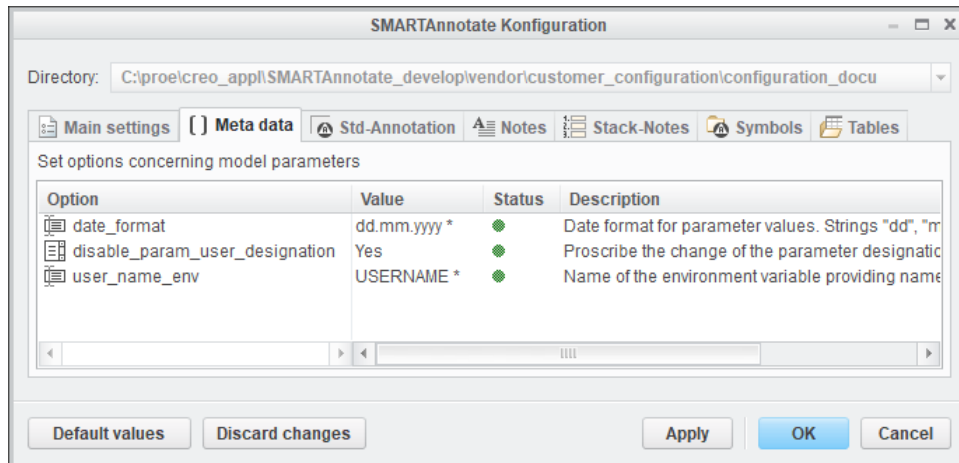 SMARTAnnotate Konfiguration
Directory: C:\proe\creo_appl\SMARTAnnotate_develop\vendor\customer_configuration\configuration_docu
Main settings [ ] Meta data Std-Annotation Notes Stack-Notes Symbols Tables
Set options concerning model parameters
Option Value Status Description
date_format dd.mm.yyyy * Date format for parameter values. Strings "dd", "m
disable_param_user_designation Yes Proscribe the change of the parameter designatic
user_name_env USERNAME * Name of the environment variable providing name
Default values Discard changes Apply OK Cancel